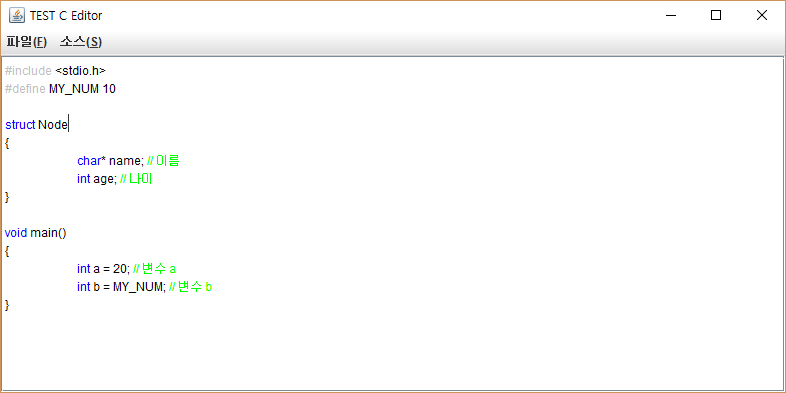 TEST C Editor
파일(F) 소스(S)
#include <stdio.h>
#define MY_NUM 10
struct Node
{
char* name; // 이름
int age; // 나이
}
void main()
{
int a = 20; // 변수 a
int b = MY_NUM; // 변수 b
}